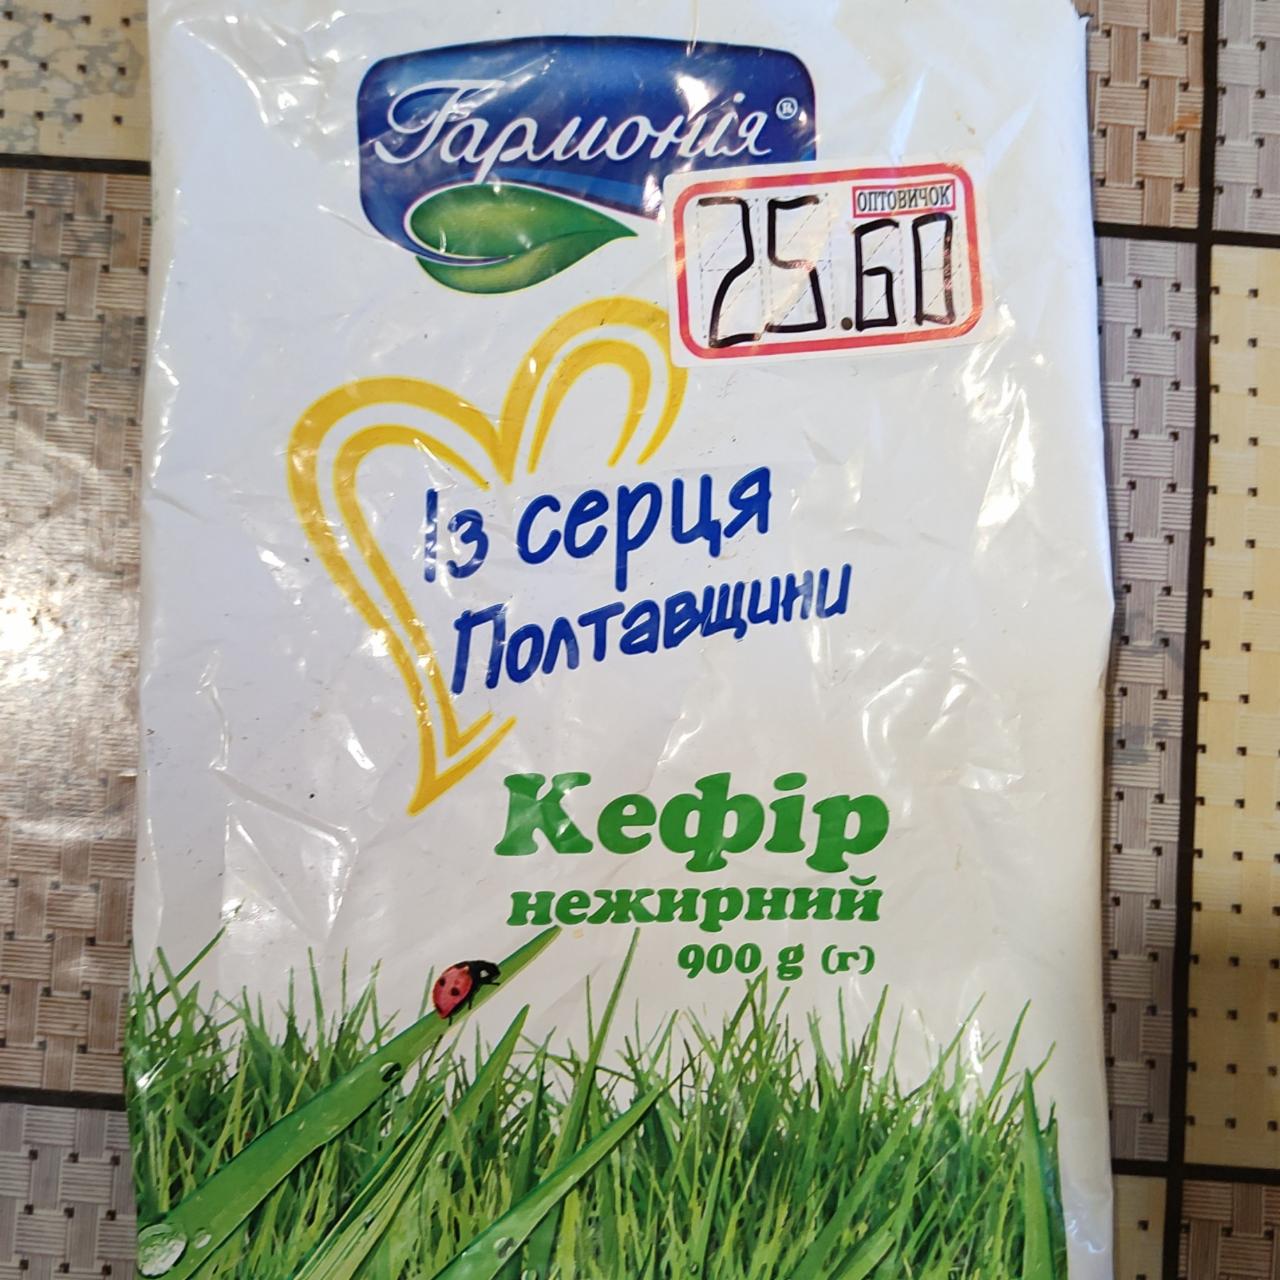 Гармонія®
ОПТОВИЧОК
25.60
Із серця
Полтавщини
Кефір
нежирний
900 g (г)